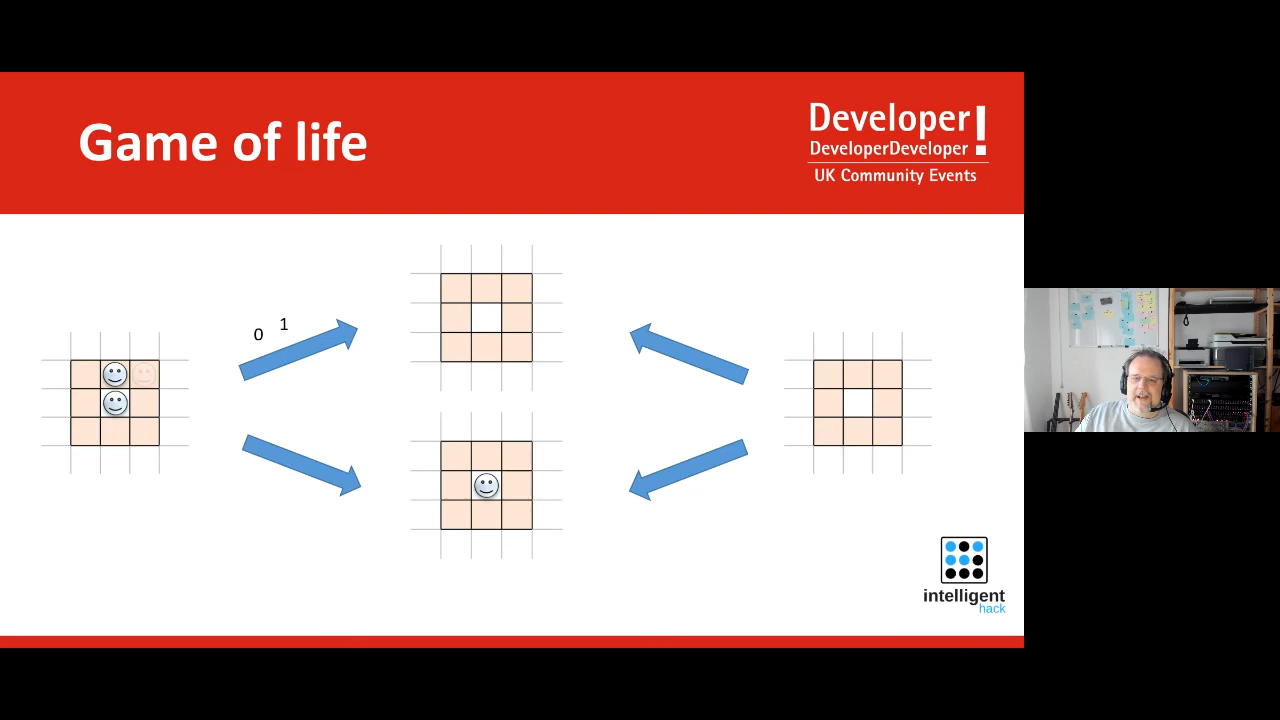 Game of life
Developer!
DeveloperDeveloper
UK Community Events
0 1
intelligent
hack